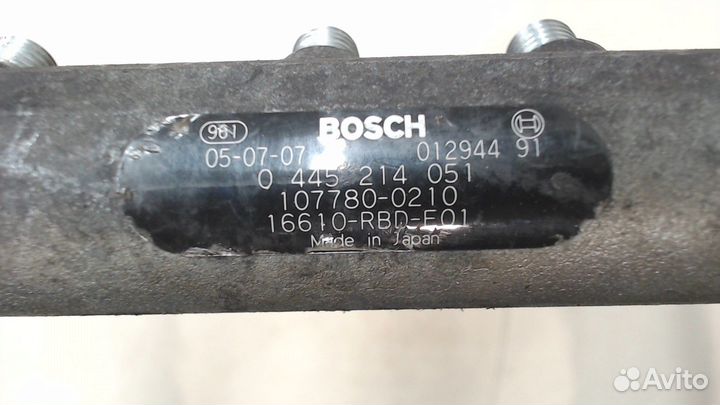 961 BOSCH
05-07-07 012944 91
0 445 214 051
107780-0210
16610-RBD-E01
Made in Japan
Avito